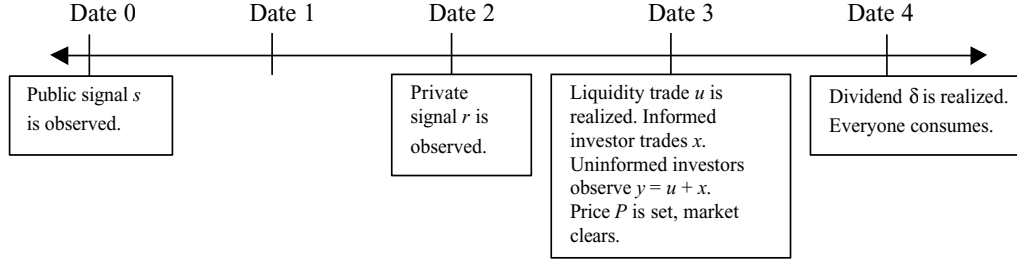 Date 0
Date 1
Date 2
Date 3
Date 4
Public signal s
is observed.
Private
signal r is
observed.
Liquidity trade u is
realized. Informed
investor trades x.
Uninformed investors
observe y = u + x.
Price P is set, market
clears.
Dividend δ is realized.
Everyone consumes.